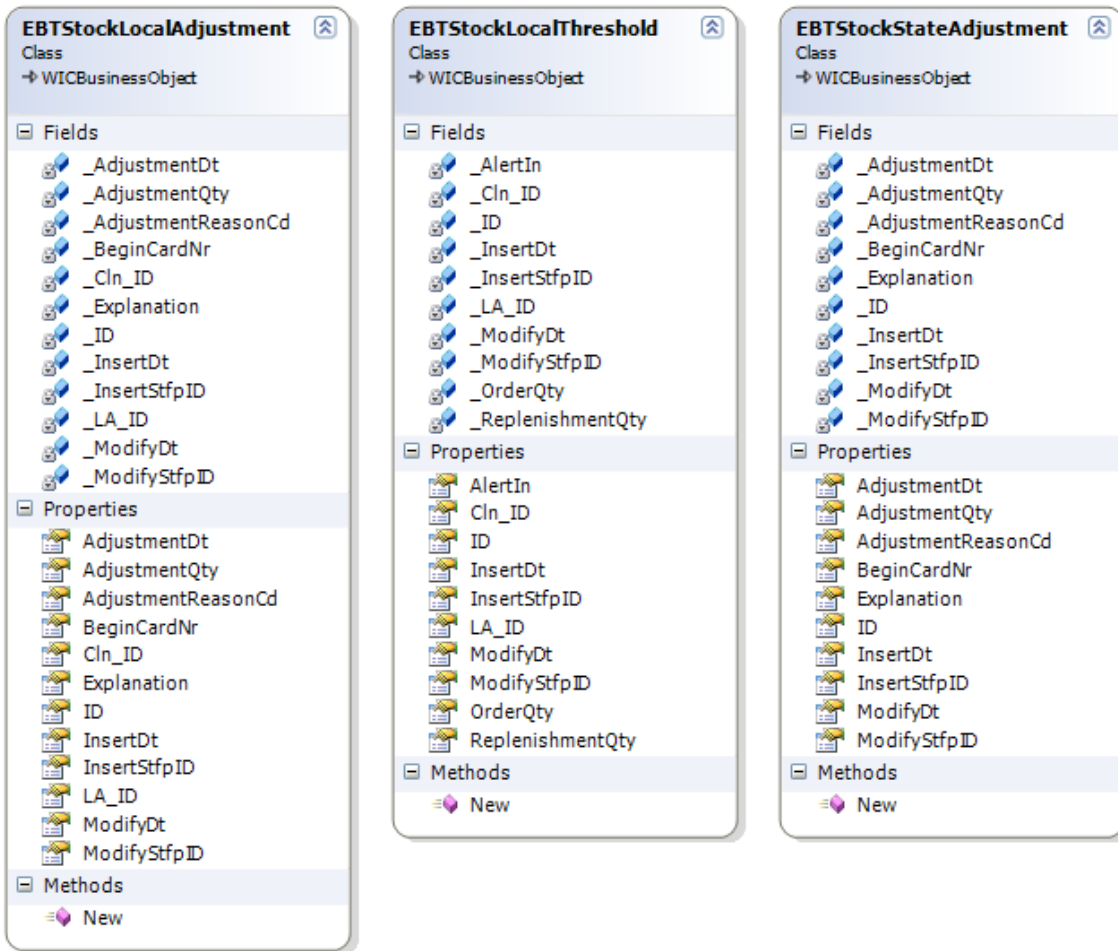 EBTStockLocalAdjustment
Class
WICBusinessObject
Fields
_AdjustmentDt
_AdjustmentQty
_AdjustmentReasonCd
_BeginCardNr
_Cln_ID
_Explanation
_ID
_InsertDt
_InsertStfpID
_LA_ID
_ModifyDt
_ModifyStfpID
Properties
AdjustmentDt
AdjustmentQty
AdjustmentReasonCd
BeginCardNr
Cln_ID
Explanation
ID
InsertDt
InsertStfpID
LA_ID
ModifyDt
ModifyStfpID
Methods
New
EBTStockLocalThreshold
Class
WICBusinessObject
Fields
_AlertIn
_Cln_ID
_ID
_InsertDt
_InsertStfpID
_LA_ID
_ModifyDt
_ModifyStfpID
_OrderQty
_ReplenishmentQty
Properties
AlertIn
Cln_ID
ID
InsertDt
InsertStfpID
LA_ID
ModifyDt
ModifyStfpID
OrderQty
ReplenishmentQty
Methods
New
EBTStockStateAdjustment
Class
WICBusinessObject
Fields
_AdjustmentDt
_AdjustmentQty
_AdjustmentReasonCd
_BeginCardNr
_Explanation
_ID
_InsertDt
_InsertStfpID
_ModifyDt
_ModifyStfpID
Properties
AdjustmentDt
AdjustmentQty
AdjustmentReasonCd
BeginCardNr
Explanation
ID
InsertDt
InsertStfpID
ModifyDt
ModifyStfpID
Methods
New